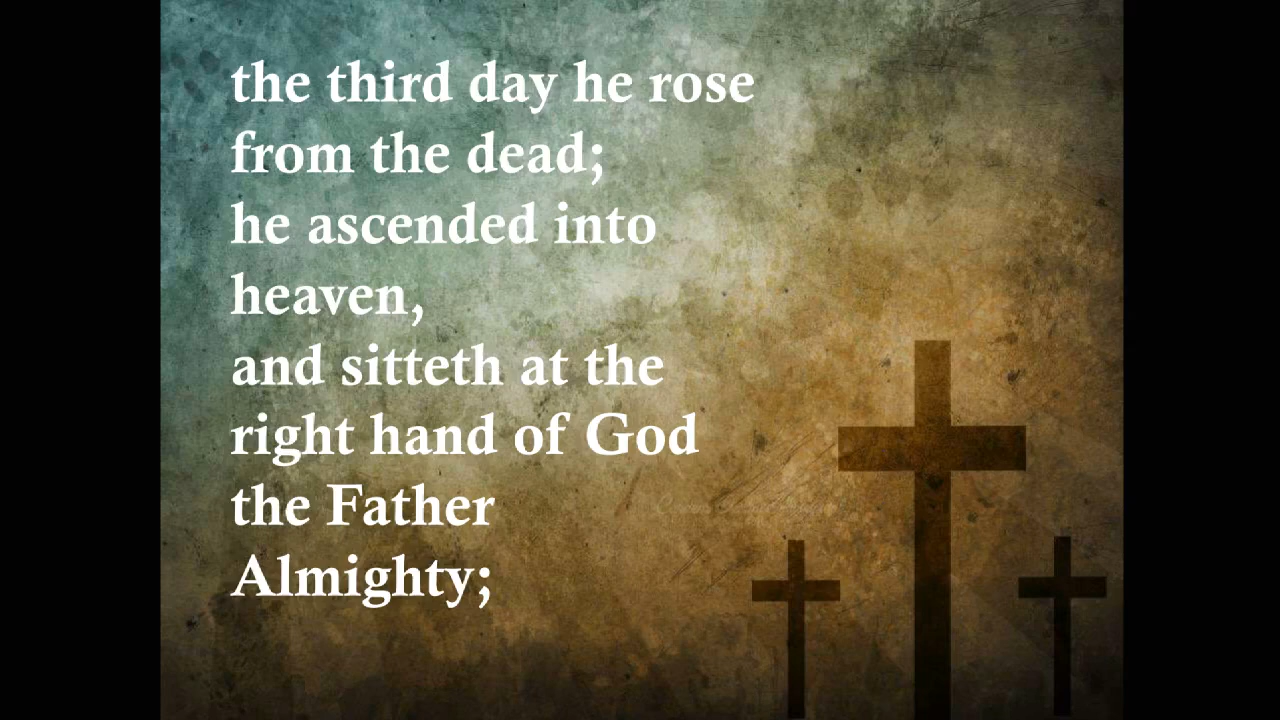 the third day he rose
from the dead;
he ascended into
heaven,
and sitteth at the
right hand of God
the Father
Almighty;